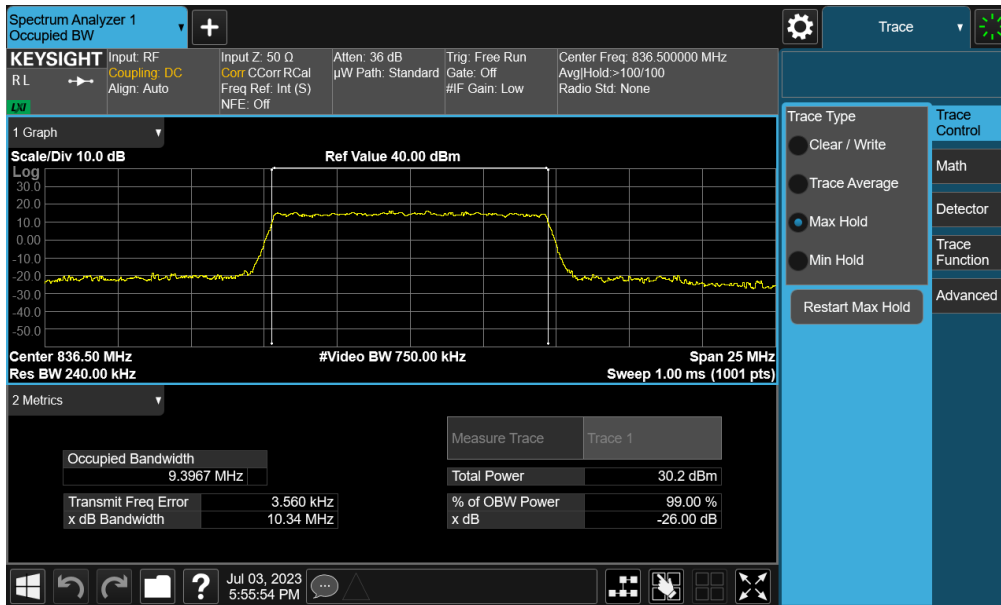 Spectrum Analyzer 1
Occupied BW
Trace
KEYSIGHT
R L
LXI
Input: RF
Coupling: DC
Align: Auto
Input Z: 50 Ω
Corr CCorr RCal
Freq Ref: Int (S)
NFE: Off
Atten: 36 dB
µW Path: Standard
Trig: Free Run
Gate: Off
#IF Gain: Low
Center Freq: 836.500000 MHz
Avg|Hold:>100/100
Radio Std: None
1 Graph
Scale/Div 10.0 dB
Ref Value 40.00 dBm
Log
30.0
20.0
10.0
0.00
-10.0
-20.0
-30.0
-40.0
-50.0
Center 836.50 MHz
#Video BW 750.00 kHz
Span 25 MHz
Res BW 240.00 kHz
Sweep 1.00 ms (1001 pts)
2 Metrics
Measure Trace
Trace 1
Occupied Bandwidth
9.3967 MHz
Total Power
30.2 dBm
Transmit Freq Error
3.560 kHz
% of OBW Power
99.00 %
x dB Bandwidth
10.34 MHz
x dB
-26.00 dB
Trace Type
Clear / Write
Trace Average
Max Hold
Min Hold
Restart Max Hold
Trace
Control
Math
Detector
Trace
Function
Advanced
?
Jul 03, 2023
5:55:54 PM